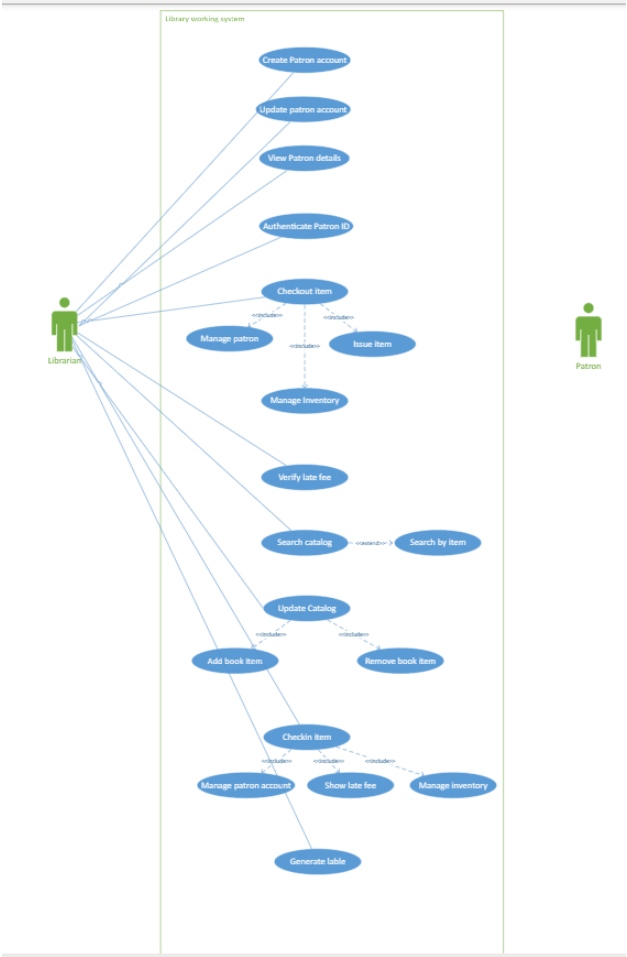 Library working system
Create Patron account
Update patron account
View Patron details
Authenticate Patron ID
Checkout item
<<include>>
<<include>>
<<include>>
Manage patron
Issue item
Librarian
Patron
Manage Inventory
Verify late fee
Search catalog
<<extend>>
Search by item
Update Catalog
<<include>>
<<include>>
Add book item
Remove book item
Checkin item
<<include>>
<<include>>
<<include>>
Manage patron account
Show late fee
Manage inventory
Generate lable